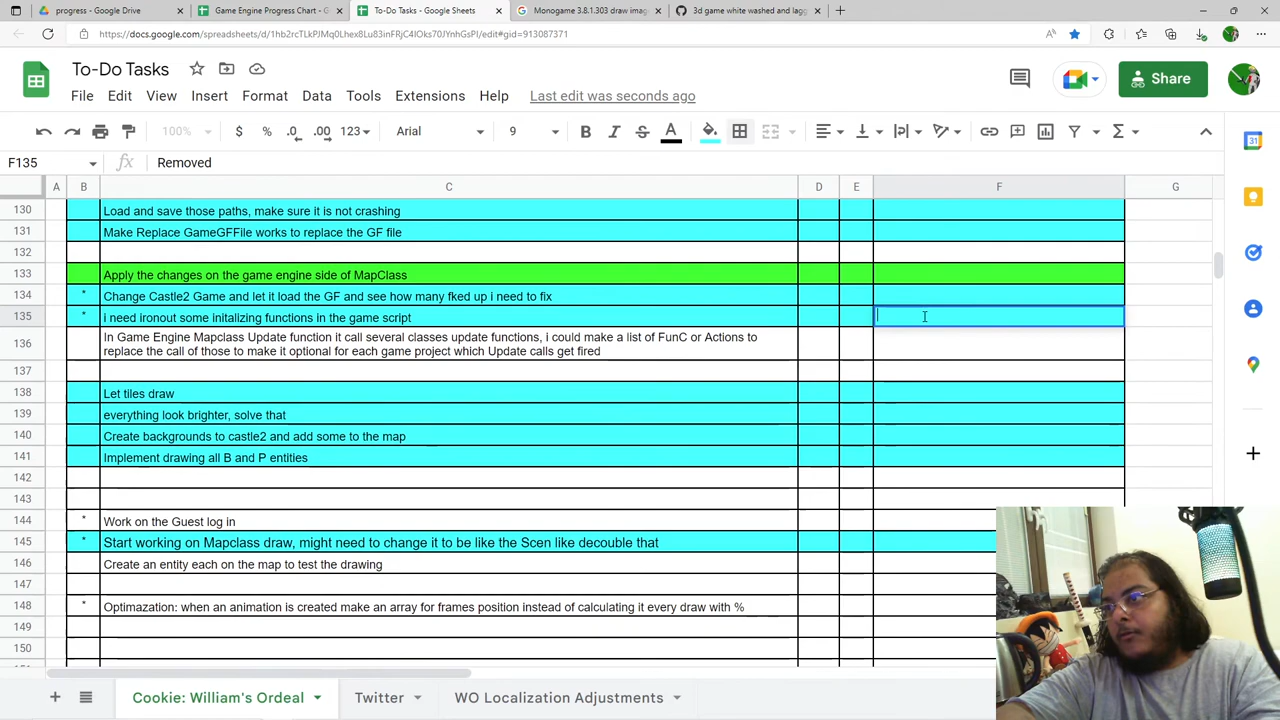 progress - Google Drive
Game Engine Progress Chart - G
To-Do Tasks - Google Sheets
Monogame 3.8.1.303 draw imag
3d game white washed and lagg
https://docs.google.com/spreadsheets/d/1hb2rcTLkPJMq0Lhex8Lu83inFRjC4IOks70JYnhGsPI/edit#gid=913087371
To-Do Tasks
File Edit View Insert Format Data Tools Extensions Help Last edit was seconds ago
Share
100% $ % .0 .00 123 Arial 9 B I S A
F135 fx Removed
A B C D E F G
130 Load and save those paths, make sure it is not crashing
131 Make Replace GameGFFile works to replace the GF file
132
133 Apply the changes on the game engine side of MapClass
134 * Change Castle2 Game and let it load the GF and see how many fked up i need to fix
135 * i need ironout some initalizing functions in the game script
136 In Game Engine Mapclass Update function it call several classes update functions, i could make a list of FunC or Actions to
replace the call of those to make it optional for each game project which Update calls get fired
137
138 Let tiles draw
139 everything look brighter, solve that
140 Create backgrounds to castle2 and add some to the map
141 Implement drawing all B and P entities
142
143
144 * Work on the Guest log in
145 * Start working on Mapclass draw, might need to change it to be like the Scen like decouble that
146 Create an entity each on the map to test the drawing
147
148 * Optimazation: when an animation is created make an array for frames position instead of calculating it every draw with %
149
150
Cookie: William's Ordeal Twitter WO Localization Adjustments